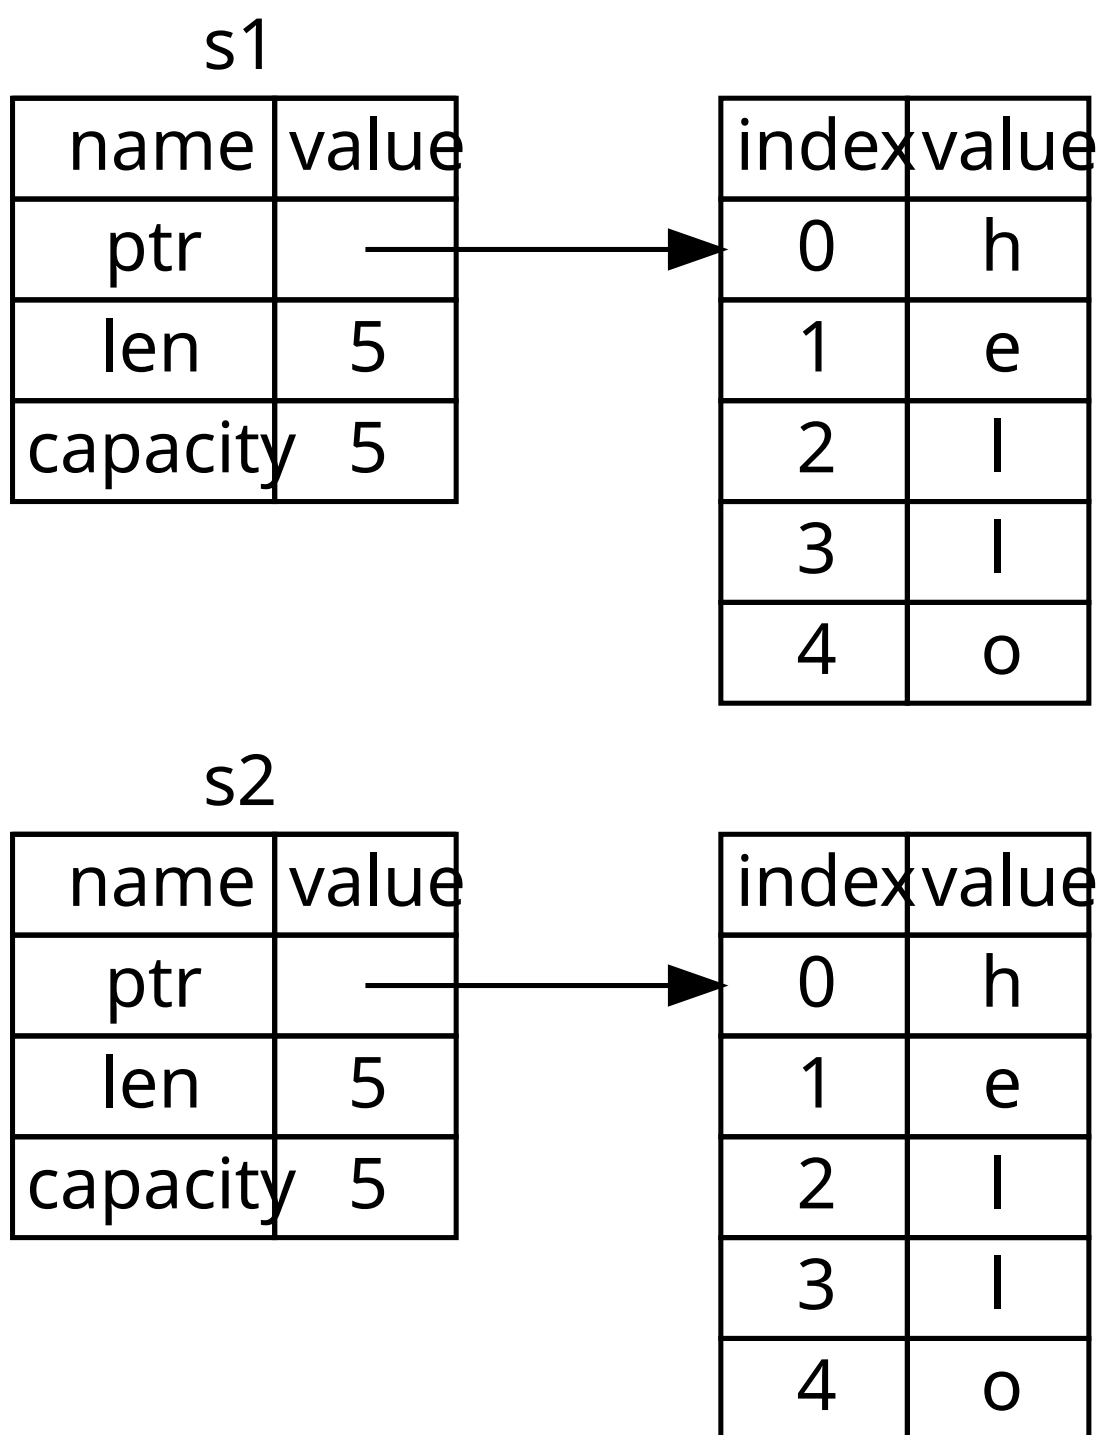 s1
name value
ptr
len 5
capacity 5
index value
0 h
1 e
2 l
3 l
4 o
s2
name value
ptr
len 5
capacity 5
index value
0 h
1 e
2 l
3 l
4 o